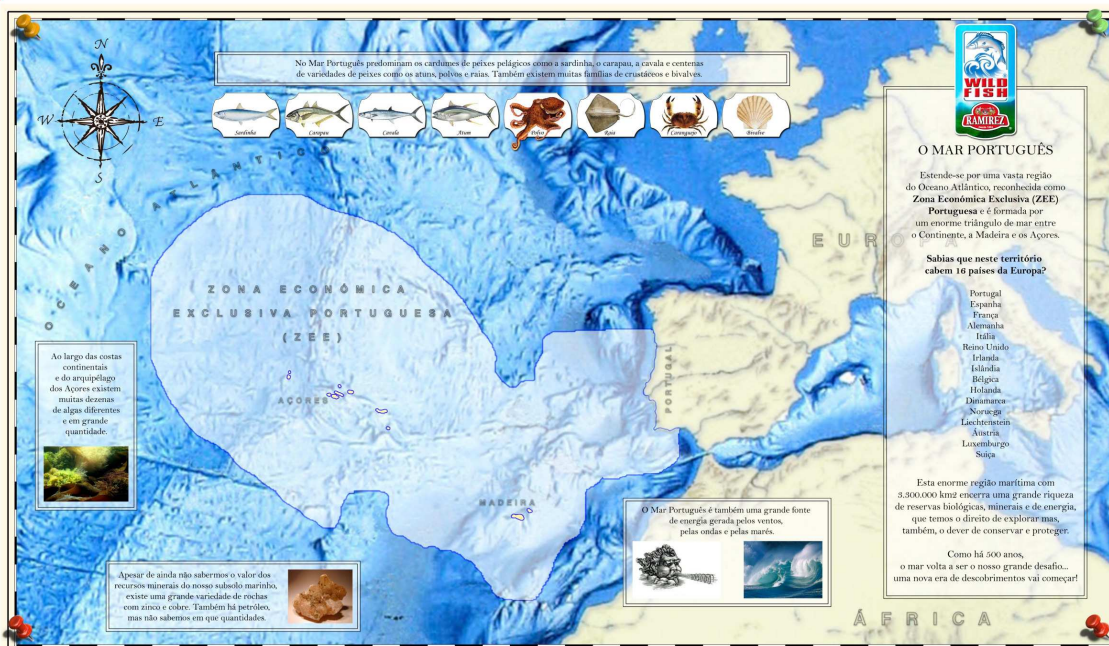 N
W
E
S
No Mar Português predominam os cardumes de peixes pelágicos como a sardinha, o carapau, a cavala e centenas
de variedades de peixes como os atuns, polvos e raias. Também existem muitas famílias de crustáceos e bivalves.
Sardinha
Carapau
Cavala
Atum
Polvo
Raia
Caranguejo
Bivalve
OCEANO ATLÂNTICO
ZONA ECONÓMICA
EXCLUSIVA PORTUGUESA
(ZEE)
AÇORES
MADEIRA
PORTUGAL
EUROPA
ÁFRICA
Ao largo das costas
continentais
e do arquipélago
dos Açores existem
muitas dezenas
de algas diferentes
e em grande
quantidade.
Apesar de ainda não sabermos o valor dos
recursos minerais do nosso subsolo marinho,
existe uma grande variedade de rochas
com zinco e cobre. Também há petróleo,
mas não sabemos em que quantidades.
O Mar Português é também uma grande fonte
de energia gerada pelos ventos,
pelas ondas e pelas marés.
WILD
FISH
RAMIREZ
O MAR PORTUGUÊS
Estende-se por uma vasta região
do Oceano Atlântico, reconhecida como
Zona Económica Exclusiva (ZEE)
Portuguesa e é formada por
um enorme triângulo de mar entre
o Continente, a Madeira e os Açores.
Sabias que neste território
cabem 16 países da Europa?
Portugal
Espanha
França
Alemanha
Itália
Reino Unido
Irlanda
Islândia
Bélgica
Holanda
Dinamarca
Noruega
Liechtenstein
Áustria
Luxemburgo
Suiça
Esta enorme região marítima com
3.300.000 km2 encerra uma grande riqueza
de reservas biológicas, minerais e de energia,
que temos o direito de explorar mas,
também, o dever de conservar e proteger.
Como há 500 anos,
o mar volta a ser o nosso grande desafio...
uma nova era de descobrimentos vai começar!